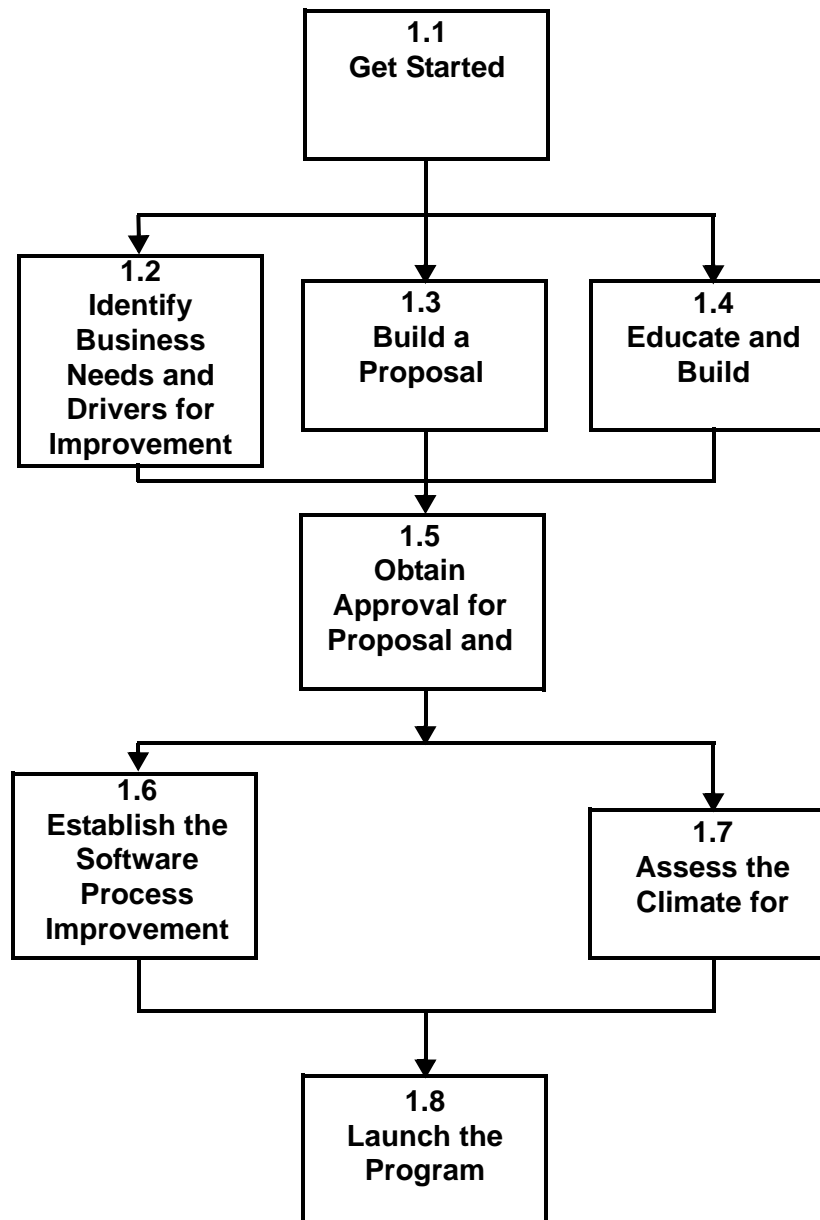 1.1
Get Started
1.2
Identify
Business
Needs and
Drivers for
Improvement
1.3
Build a
Proposal
1.4
Educate and
Build
1.5
Obtain
Approval for
Proposal and
1.6
Establish the
Software
Process
Improvement
1.7
Assess the
Climate for
1.8
Launch the
Program